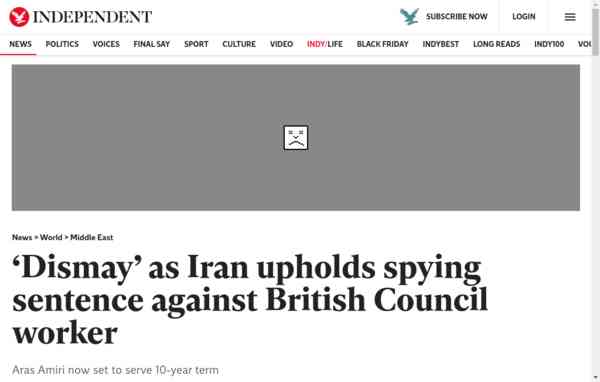 INDEPENDENT
SUBSCRIBE NOW
LOGIN
NEWS POLITICS VOICES FINAL SAY SPORT CULTURE VIDEO INDY/LIFE BLACK FRIDAY INDYBEST LONG READS INDY100 VOU
News > World > Middle East
‘Dismay’ as Iran upholds spying
sentence against British Council
worker
Aras Amiri now set to serve 10-year term